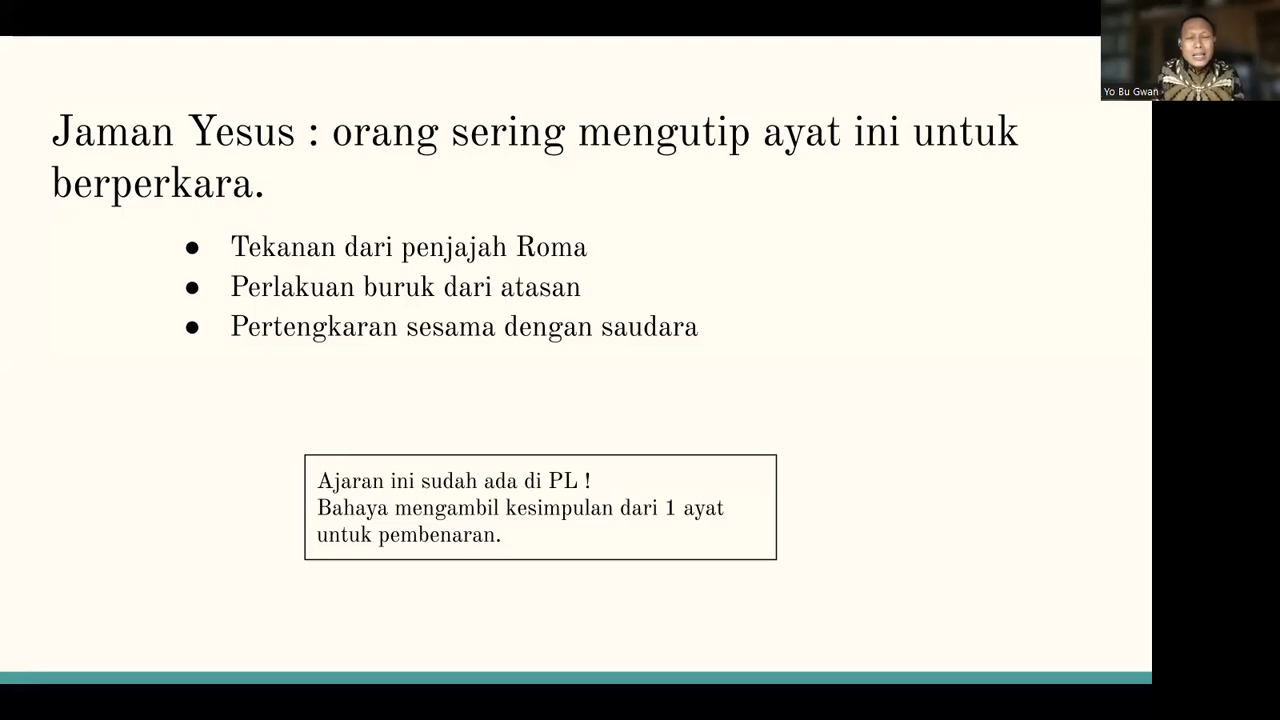 Yo Bu Gwan
Jaman Yesus : orang sering mengutip ayat ini untuk
berperkara.
● Tekanan dari penjajah Roma
● Perlakuan buruk dari atasan
● Pertengkaran sesama dengan saudara
Ajaran ini sudah ada di PL !
Bahaya mengambil kesimpulan dari 1 ayat
untuk pembenaran.